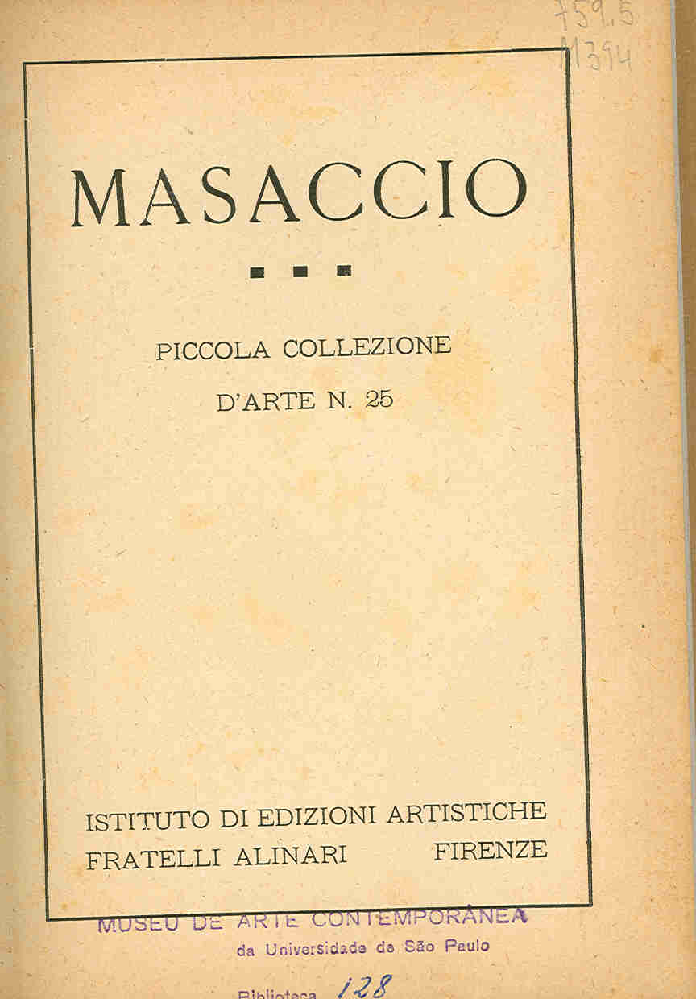 759.5
M394
MASACCIO
PICCOLA COLLEZIONE
D'ARTE N. 25
ISTITUTO DI EDIZIONI ARTISTICHE
FRATELLI ALINARI FIRENZE
MUSEU DE ARTE CONTEMPORÂNEA
da Universidade de São Paulo
Biblioteca 128